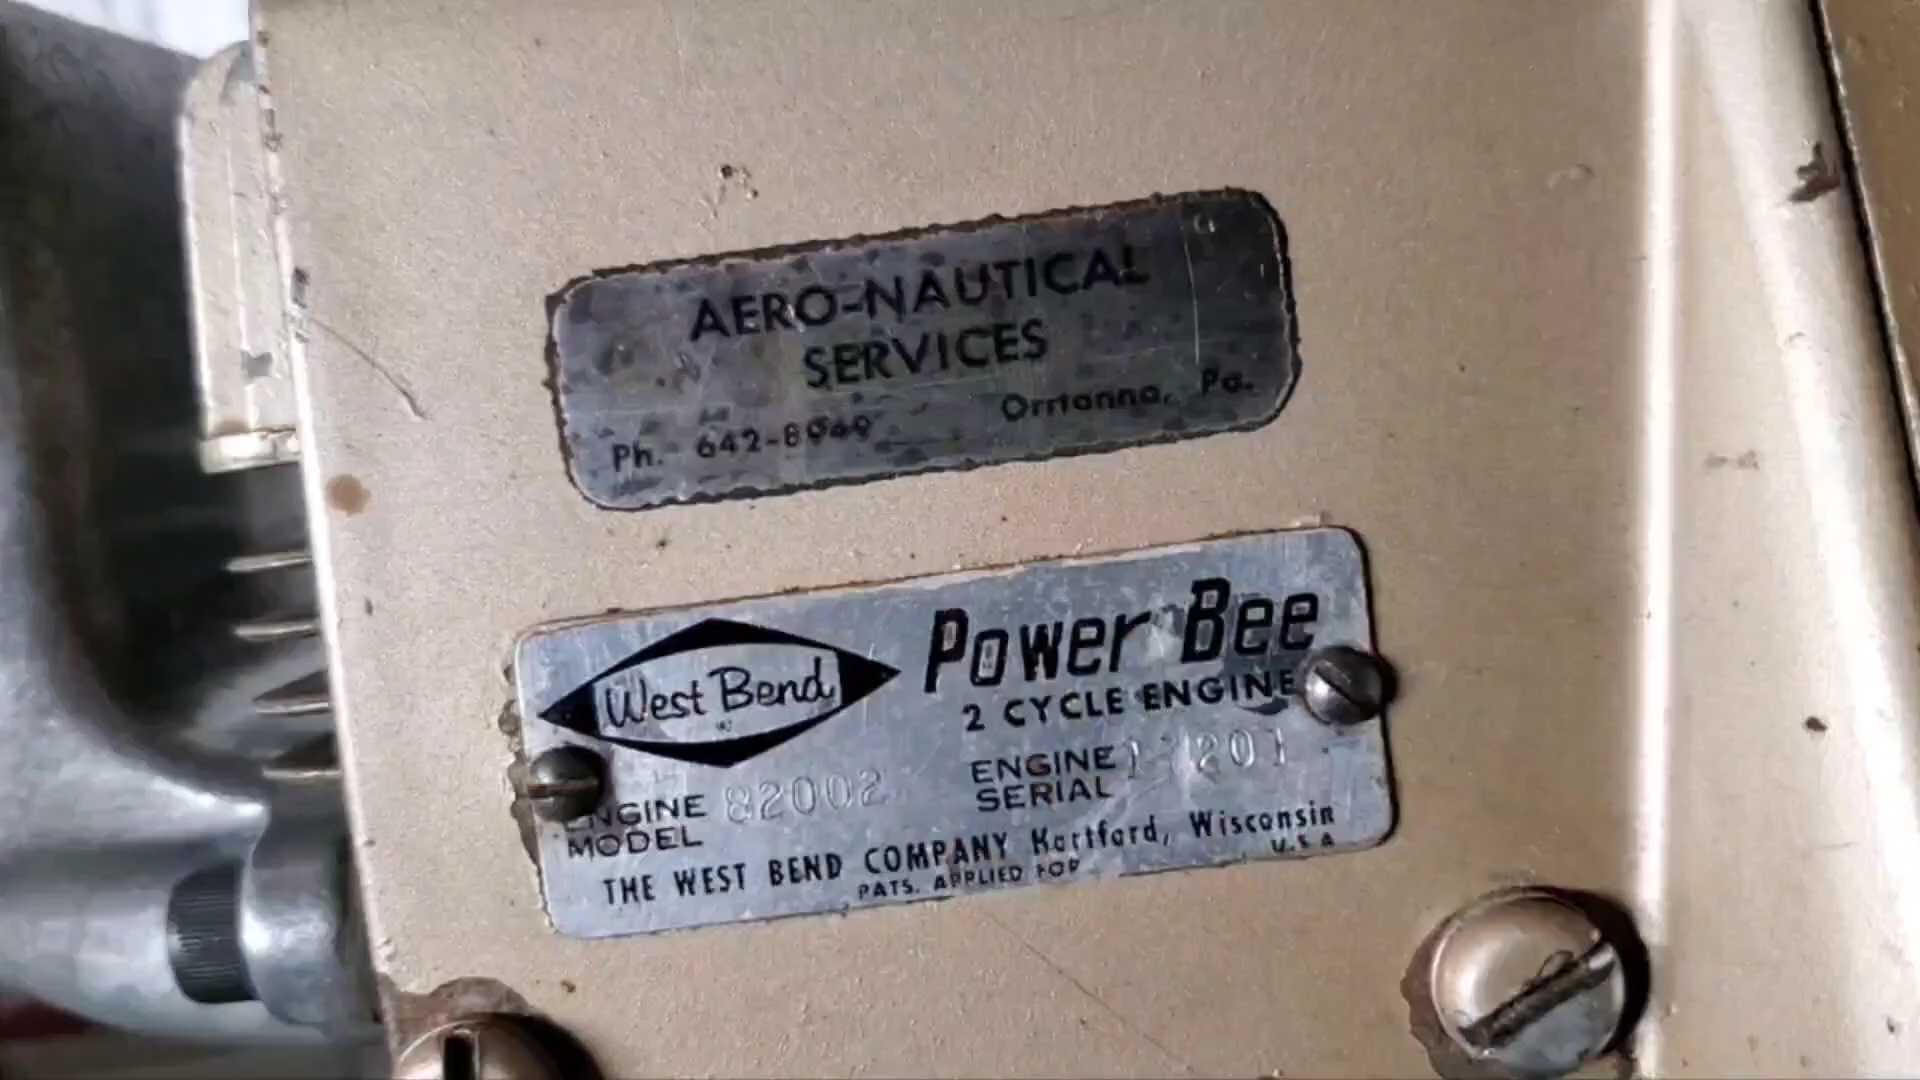 AERO-NAUTICAL
SERVICES
Ph. 642-8069 Orrtanna, Pa.
West Bend
Power Bee
2 CYCLE ENGINE
ENGINE MODEL 82002
ENGINE SERIAL
THE WEST BEND COMPANY Hartford, Wisconsin
U.S.A
PATS. APPLIED FOR